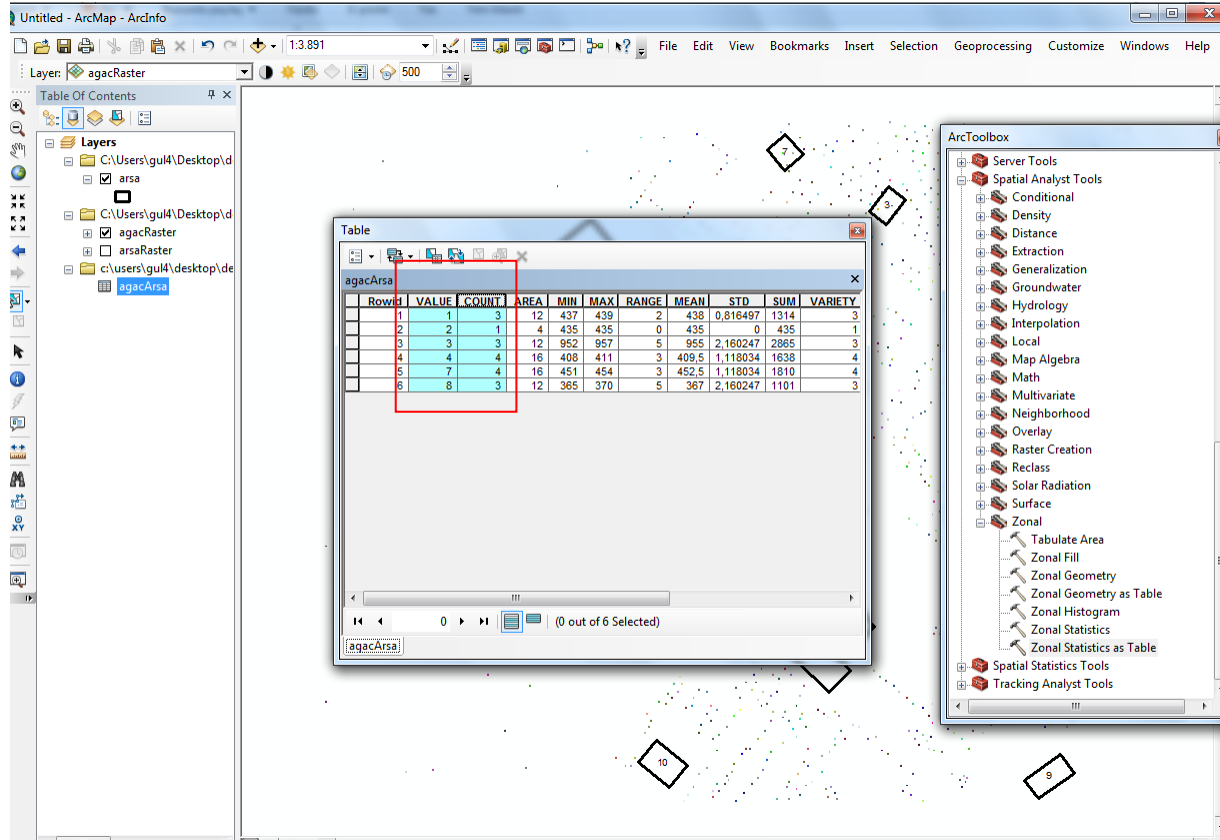 Untitled - ArcMap - ArcInfo
1:3.891
File Edit View Bookmarks Insert Selection Geoprocessing Customize Windows Help
Layer: agacRaster 500
Table Of Contents
Layers
C:\Users\gul4\Desktop\d
arsa
C:\Users\gul4\Desktop\d
agacRaster
arsaRaster
c:\users\gul4\desktop\de
agacArsa
7
3
10
9
Table
agacArsa
Rowid VALUE COUNT AREA MIN MAX RANGE MEAN STD SUM VARIETY
1 1 3 12 437 439 2 438 0,816497 1314 3
2 2 1 4 435 435 0 435 0 435 1
3 3 3 12 952 957 5 955 2,160247 2865 3
4 4 4 16 408 411 3 409,5 1,118034 1638 4
5 7 4 16 451 454 3 452,5 1,118034 1810 4
6 8 3 12 365 370 5 367 2,160247 1101 3
0 (0 out of 6 Selected)
agacArsa
ArcToolbox
Server Tools
Spatial Analyst Tools
Conditional
Density
Distance
Extraction
Generalization
Groundwater
Hydrology
Interpolation
Local
Map Algebra
Math
Multivariate
Neighborhood
Overlay
Raster Creation
Reclass
Solar Radiation
Surface
Zonal
Tabulate Area
Zonal Fill
Zonal Geometry
Zonal Geometry as Table
Zonal Histogram
Zonal Statistics
Zonal Statistics as Table
Spatial Statistics Tools
Tracking Analyst Tools
XY